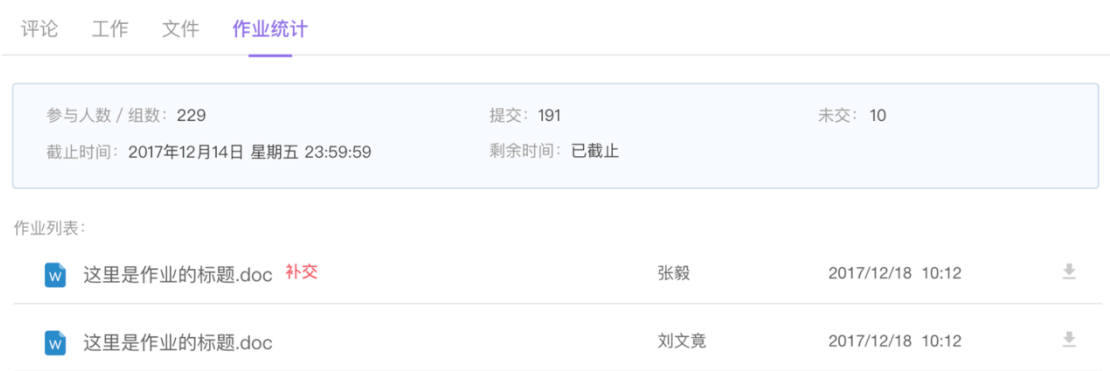 评论 工作 文件 作业统计
参与人数 / 组数: 229 提交: 191 未交: 10
截止时间: 2017年12月14日 星期五 23:59:59 剩余时间: 已截止
作业列表:
W 这里是作业的标题.doc 补交 张毅 2017/12/18 10:12
W 这里是作业的标题.doc 刘文竟 2017/12/18 10:12